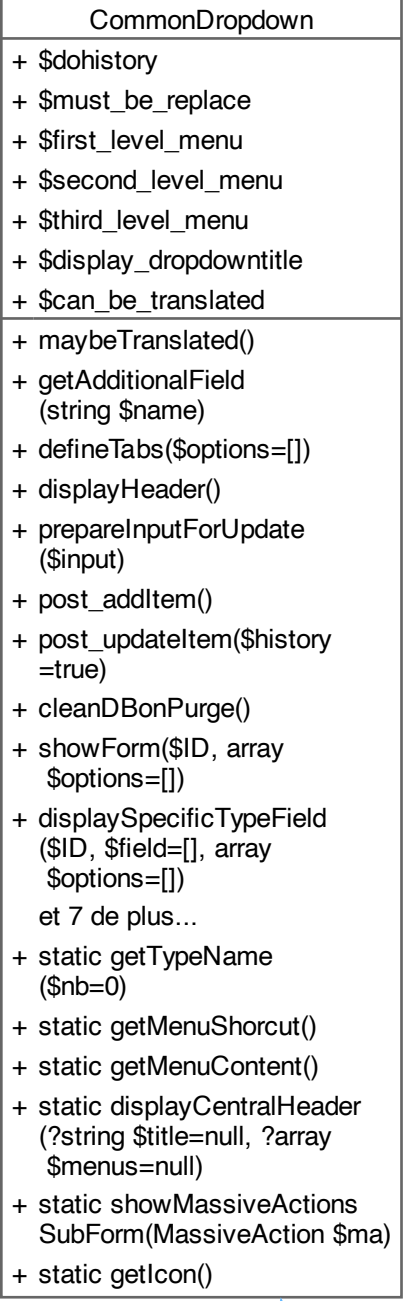 CommonDropdown
+ $dohistory
+ $must_be_replace
+ $first_level_menu
+ $second_level_menu
+ $third_level_menu
+ $display_dropdowntitle
+ $can_be_translated
+ maybeTranslated()
+ getAdditionalField
(string $name)
+ defineTabs($options=[])
+ displayHeader()
+ prepareInputForUpdate
($input)
+ post_addItem()
+ post_updateItem($history
=true)
+ cleanDBonPurge()
+ showForm($ID, array
$options=[])
+ displaySpecificTypeField
($ID, $field=[], array
$options=[])
et 7 de plus...
+ static getTypeName
($nb=0)
+ static getMenuShorcut()
+ static getMenuContent()
+ static displayCentralHeader
(?string $title=null, ?array
$menus=null)
+ static showMassiveActions
SubForm(MassiveAction $ma)
+ static getIcon()